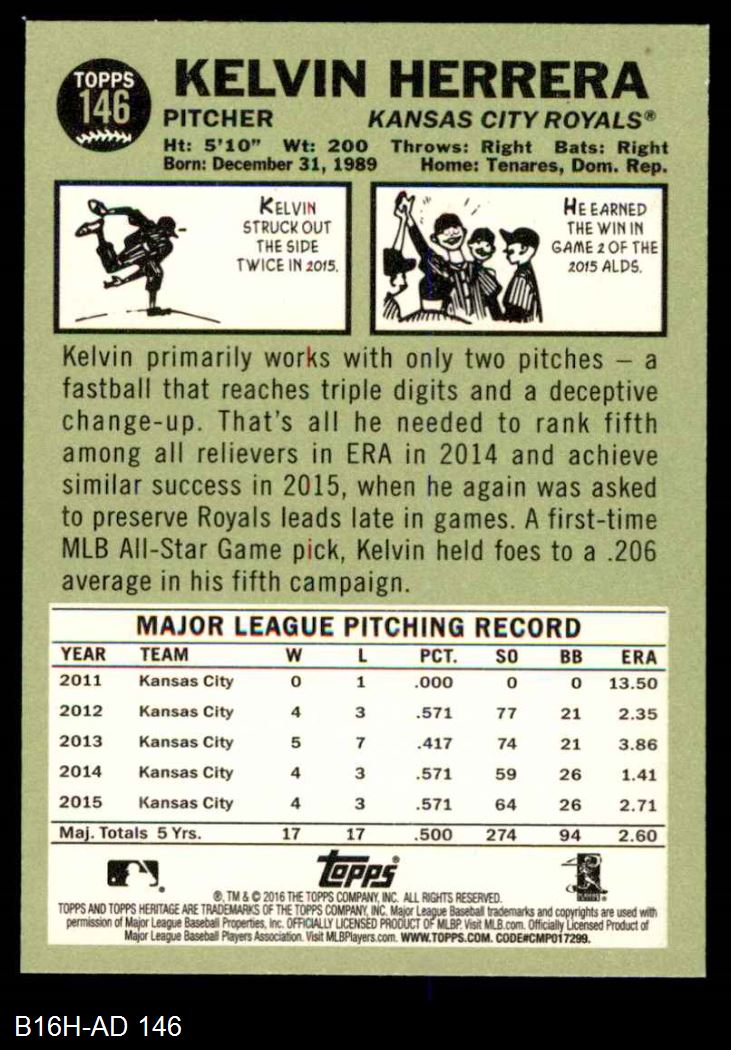 TOPPS
146
KELVIN HERRERA
PITCHER KANSAS CITY ROYALS®
Ht: 5'10" Wt: 200 Throws: Right Bats: Right
Born: December 31, 1989 Home: Tenares, Dom. Rep.
KELVIN
STRUCK OUT
THE SIDE
TWICE IN 2015.
HE EARNED
THE WIN IN
GAME 2 OF THE
2015 ALDS.
Kelvin primarily works with only two pitches – a
fastball that reaches triple digits and a deceptive
change-up. That's all he needed to rank fifth
among all relievers in ERA in 2014 and achieve
similar success in 2015, when he again was asked
to preserve Royals leads late in games. A first-time
MLB All-Star Game pick, Kelvin held foes to a .206
average in his fifth campaign.
MAJOR LEAGUE PITCHING RECORD
YEAR TEAM W L PCT. SO BB ERA
2011 Kansas City 0 1 .000 0 0 13.50
2012 Kansas City 4 3 .571 77 21 2.35
2013 Kansas City 5 7 .417 74 21 3.86
2014 Kansas City 4 3 .571 59 26 1.41
2015 Kansas City 4 3 .571 64 26 2.71
Maj. Totals 5 Yrs. 17 17 .500 274 94 2.60
Topps®
®, TM & © 2016 THE TOPPS COMPANY, INC. ALL RIGHTS RESERVED.
TOPPS AND TOPPS HERITAGE ARE TRADEMARKS OF THE TOPPS COMPANY, INC. Major League Baseball trademarks and copyrights are used with
permission of Major League Baseball Properties, Inc. OFFICIALLY LICENSED PRODUCT OF MLBP. Visit MLB.com. Officially Licensed Product of
Major League Baseball Players Association. Visit MLBPlayers.com. WWW.TOPPS.COM. CODE#CMP017299.
B16H-AD 146